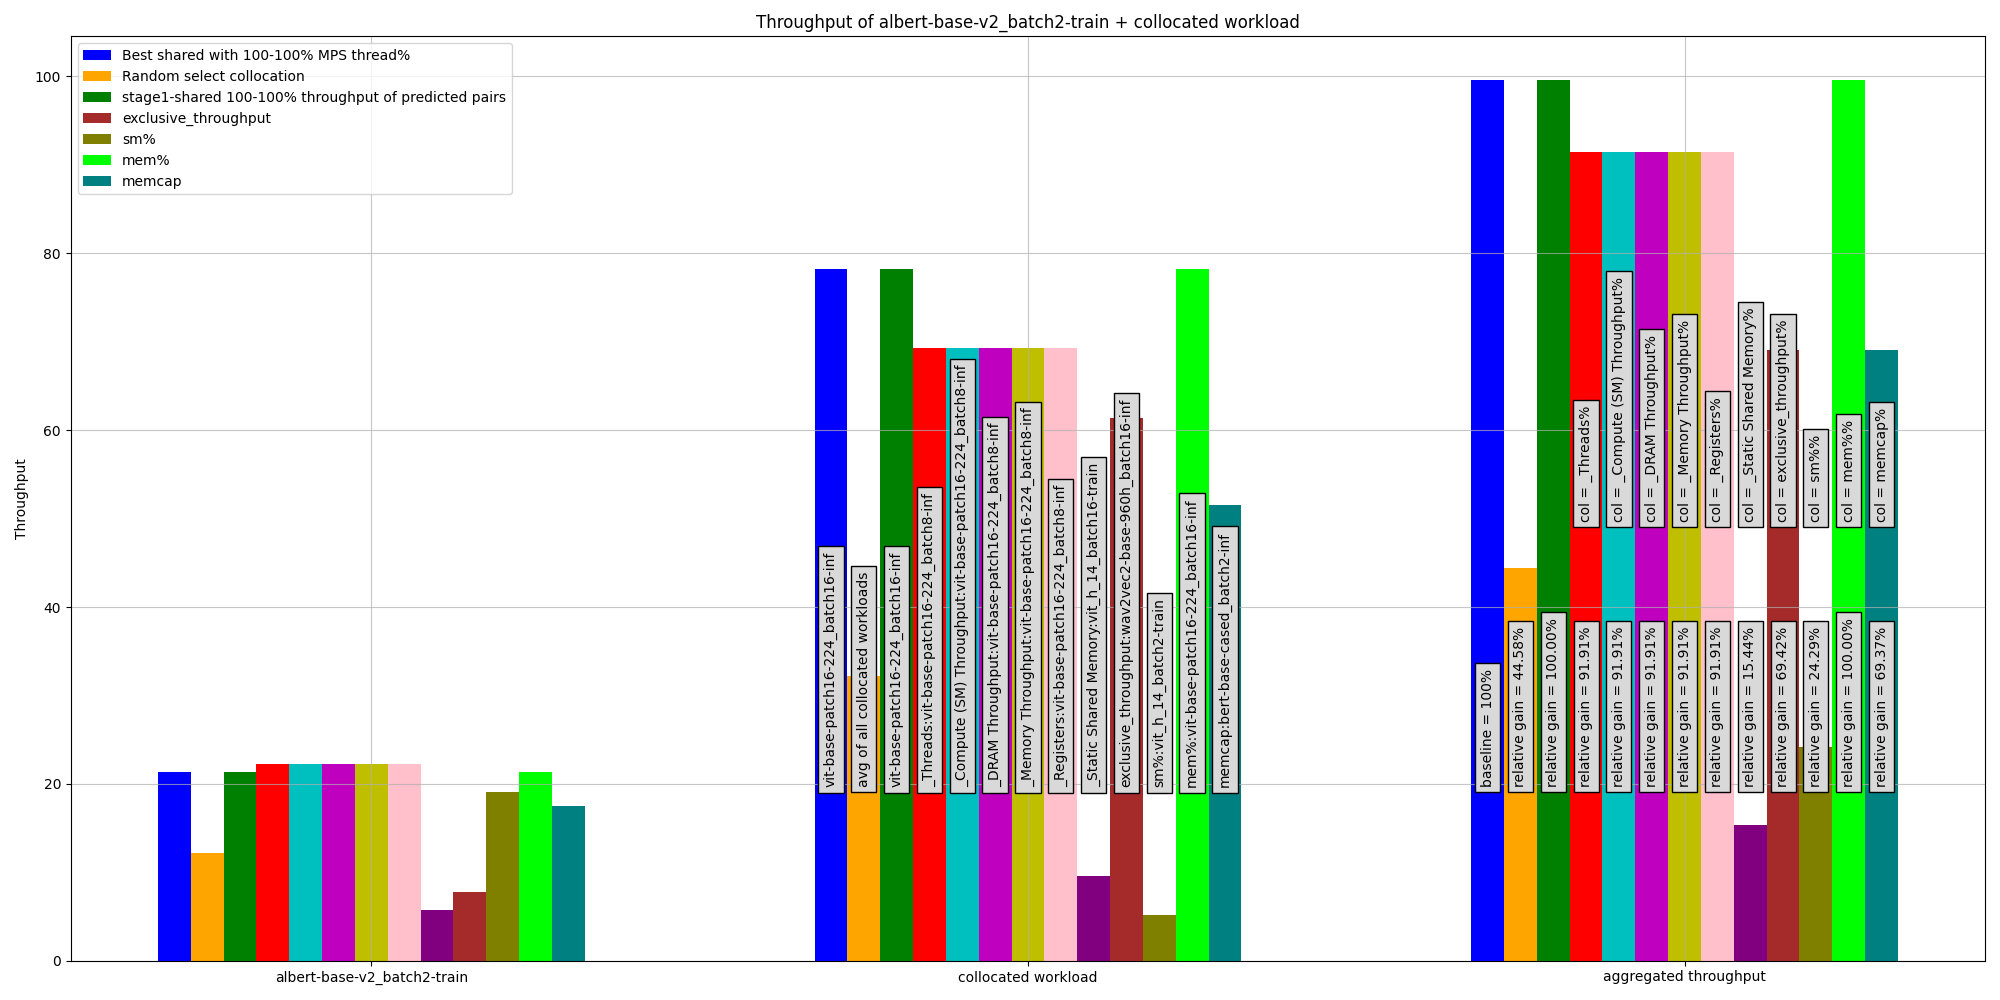 Throughput of albert-base-v2_batch2-train + collocated workload
Best shared with 100-100% MPS thread%
Random select collocation
stage1-shared 100-100% throughput of predicted pairs
exclusive_throughput
sm%
mem%
memcap
Throughput
100
80
60
40
20
0
vit-base-patch16-224_batch16-inf
avg of all collocated workloads
vit-base-patch16-224_batch16-inf
_Threads:vit-base-patch16-224_batch8-inf
_Compute (SM) Throughput:vit-base-patch16-224_batch8-inf
_DRAM Throughput:vit-base-patch16-224_batch8-inf
_Memory Throughput:vit-base-patch16-224_batch8-inf
_Registers:vit-base-patch16-224_batch8-inf
_Static Shared Memory:vit_h_14_batch16-train
exclusive_throughput:wav2vec2-base-960h_batch16-inf
sm%:vit_h_14_batch2-train
mem%:vit-base-patch16-224_batch16-inf
memcap:bert-base-cased_batch2-inf
col = _Threads%
col = _Compute (SM) Throughput%
col = _DRAM Throughput%
col = _Memory Throughput%
col = _Registers%
col = _Static Shared Memory%
col = exclusive_throughput%
col = sm%%
col = mem%%
col = memcap%
baseline = 100%
relative gain = 44.58%
relative gain = 100.00%
relative gain = 91.91%
relative gain = 91.91%
relative gain = 91.91%
relative gain = 91.91%
relative gain = 91.91%
relative gain = 15.44%
relative gain = 69.42%
relative gain = 24.29%
relative gain = 100.00%
relative gain = 69.37%
albert-base-v2_batch2-train
collocated workload
aggregated throughput